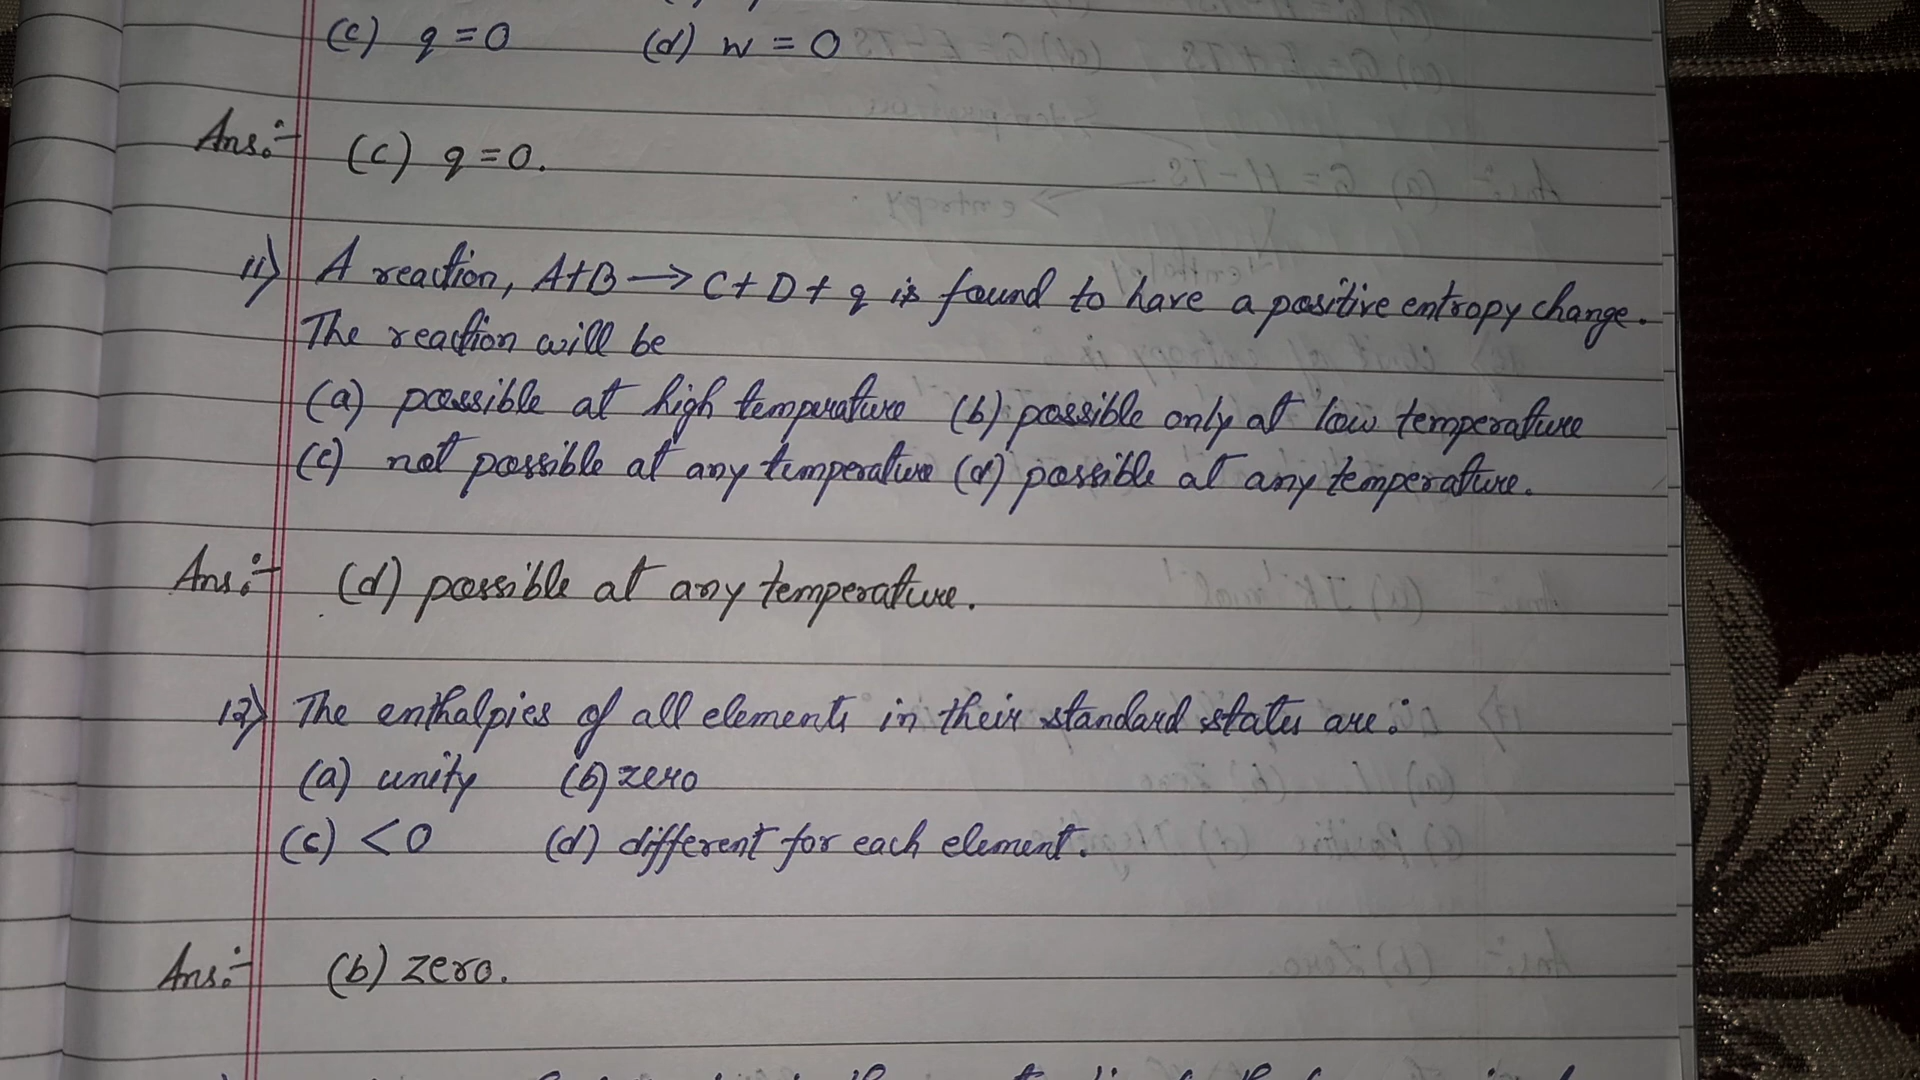 (c) q = 0 (d) w = 0
Ans:- (c) q = 0.
11) A reaction, A+B → C + D + q is found to have a positive entropy change.
The reaction will be
(a) possible at high temperature (b) possible only at low temperature
(c) not possible at any temperature (d) possible at any temperature.
Ans:- (d) possible at any temperature.
12) The enthalpies of all elements in their standard states are:
(a) unity (b) zero
(c) < 0 (d) different for each element.
Ans:- (b) zero.